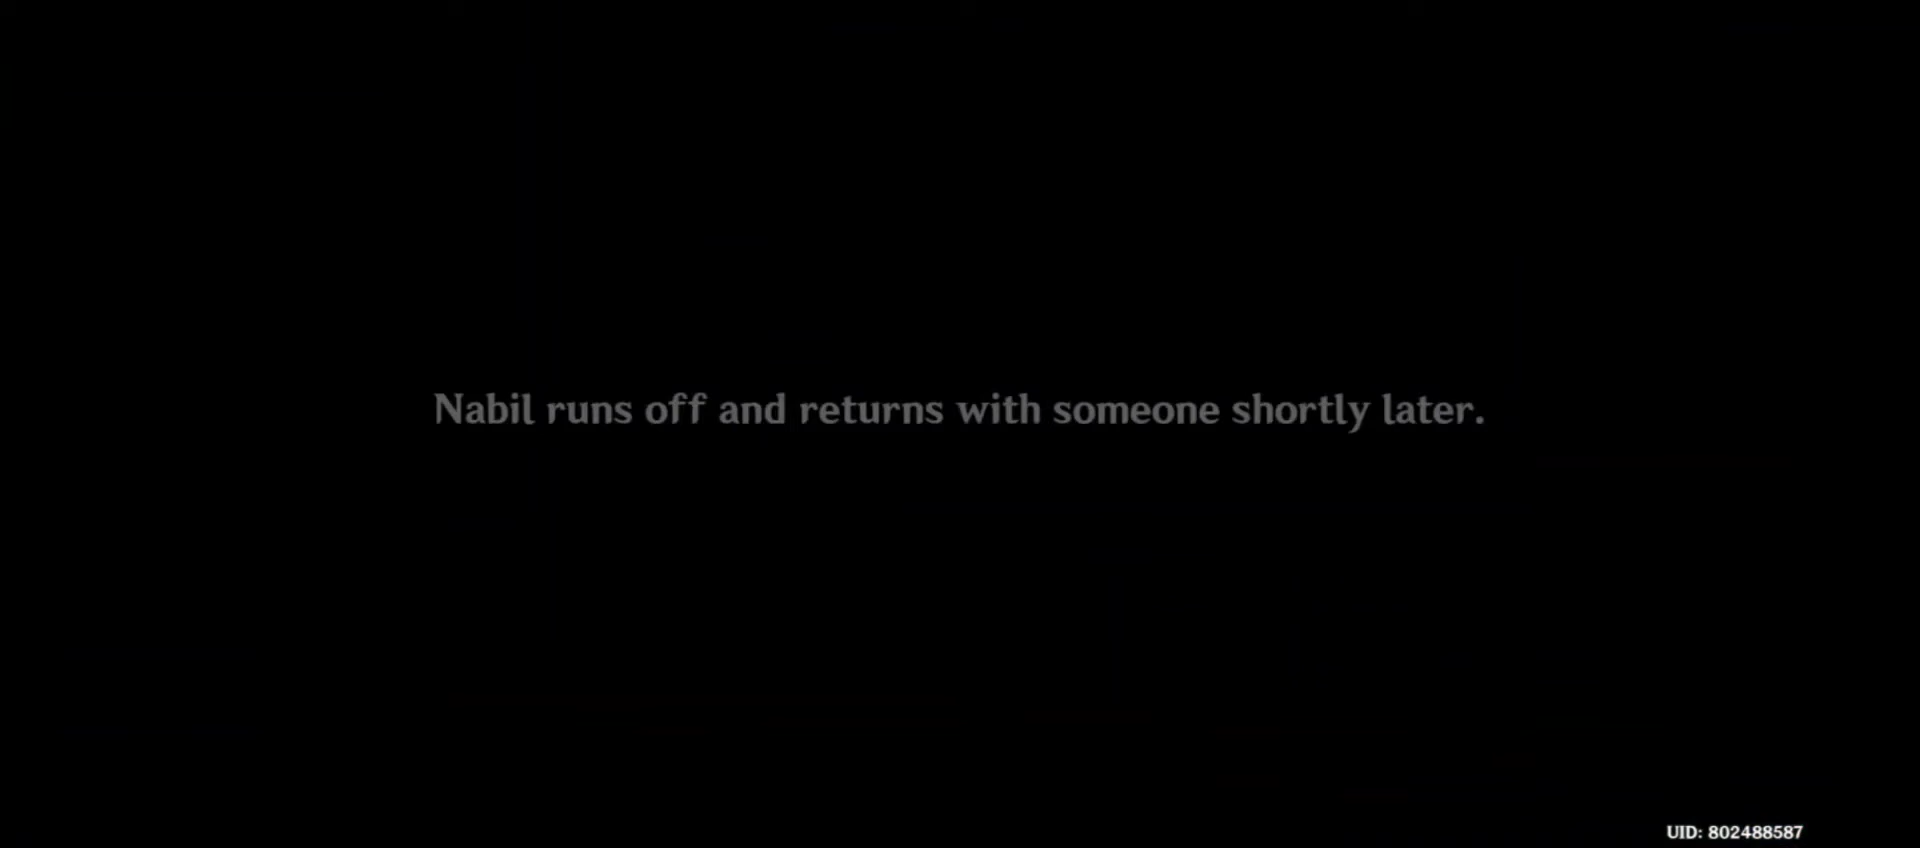 Nabil runs off and returns with someone shortly later.
UID: 802488587